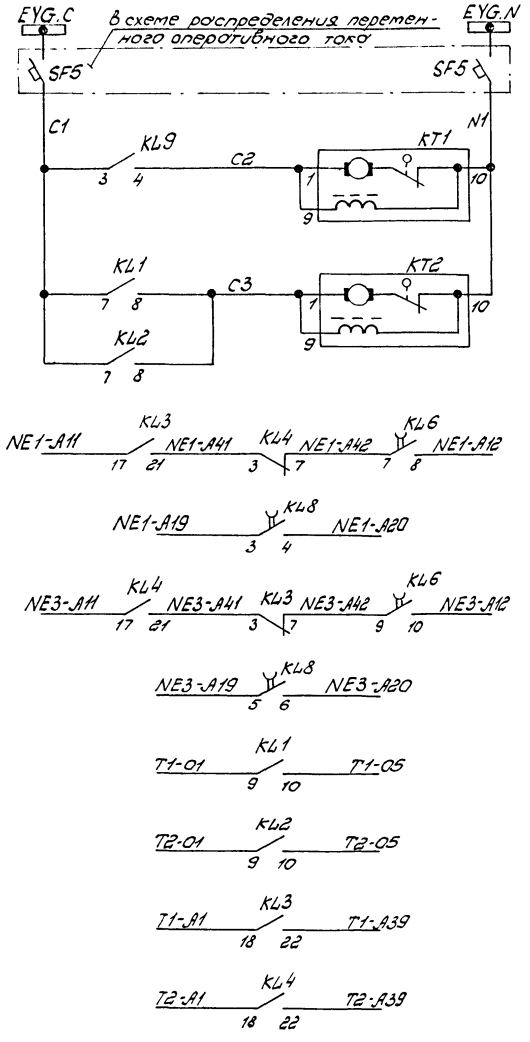 EYG.C
в схеме распределения перемен-
ного оперативного тока
EYG.N
SF5
SF5
C1
N1
KL9
C2
KT1
3 4
1
10
9
KL1
C3
KT2
7 8
1
10
9
KL2
7 8
NE1-A11
KL3
NE1-A41
KL4
NE1-A42
KL6
NE1-A12
17 21
3 7
7 8
NE1-A19
KL8
NE1-A20
3 4
NE3-A11
KL4
NE3-A41
KL3
NE3-A42
KL6
NE3-A12
17 21
3 7
9 10
NE3-A19
KL8
NE3-A20
5 6
T1-01
KL1
T1-05
9 10
T2-01
KL2
T2-05
9 10
T1-A1
KL3
T1-A39
18 22
T2-A1
KL4
T2-A39
18 22